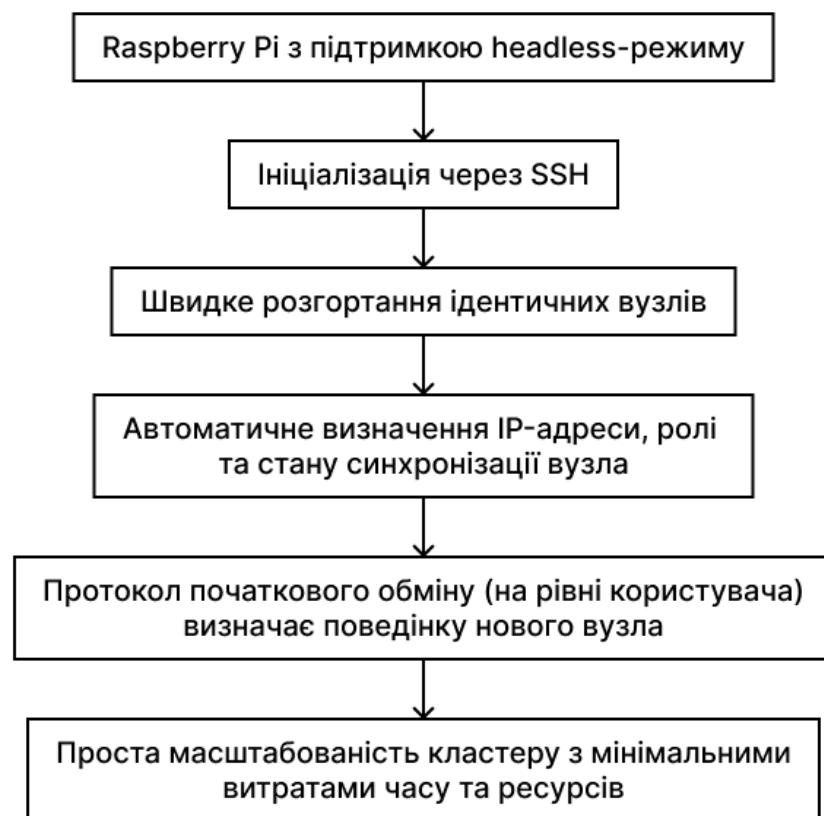 Raspberry Pi з підтримкою headless-режиму
Ініціалізація через SSH
Швидке розгортання ідентичних вузлів
Автоматичне визначення IP-адреси, ролі
та стану синхронізації вузла
Протокол початкового обміну (на рівні користувача)
визначає поведінку нового вузла
Проста масштабованість кластеру з мінімальними
витратами часу та ресурсів